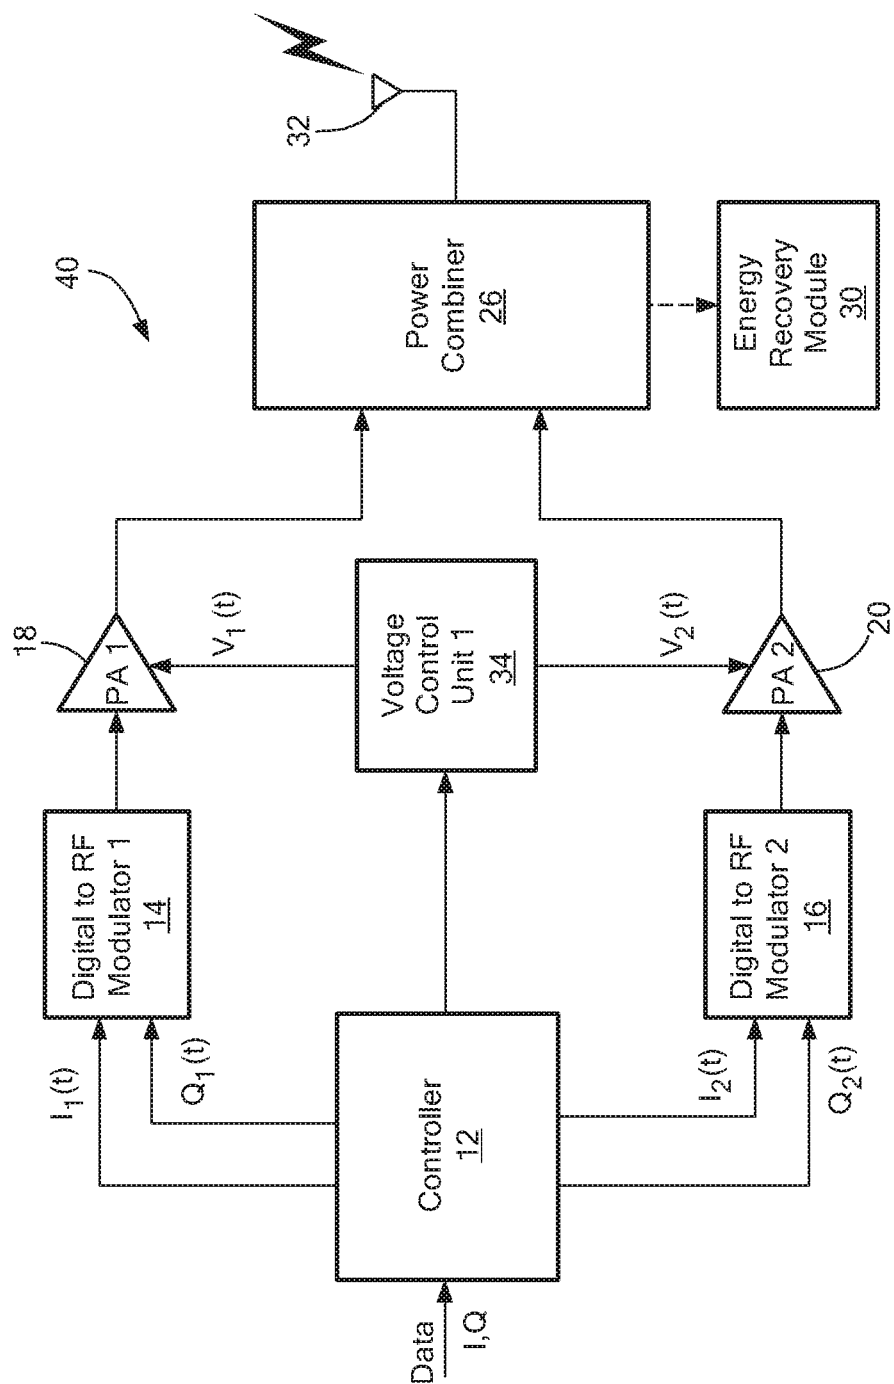 40
Data
I,Q
Controller
12
I1(t)
Q1(t)
I2(t)
Q2(t)
Digital to RF
Modulator 1
14
Digital to RF
Modulator 2
16
18
PA 1
V1 (t)
Voltage
Control
Unit 1
34
V2(t)
PA 2
20
Power
Combiner
26
Energy
Recovery
Module
30
32